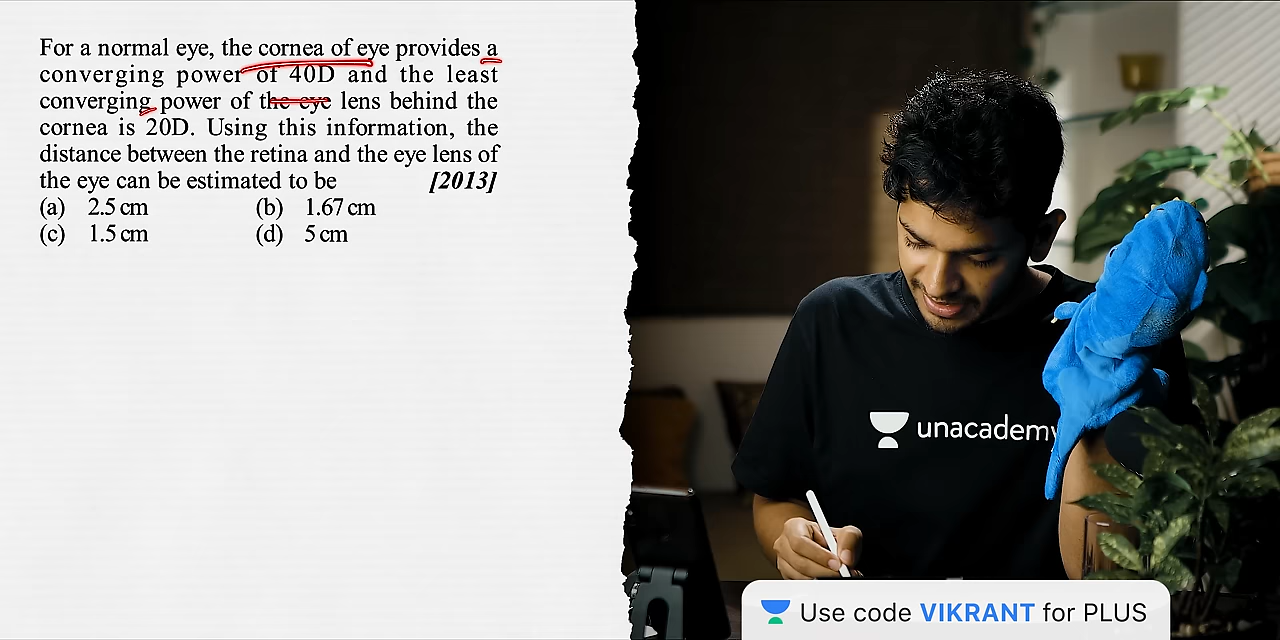 For a normal eye, the cornea of eye provides a
converging power of 40D and the least
converging power of the eye lens behind the
cornea is 20D. Using this information, the
distance between the retina and the eye lens of
the eye can be estimated to be [2013]
(a) 2.5 cm (b) 1.67 cm
(c) 1.5 cm (d) 5 cm
unacademy
Use code VIKRANT for PLUS